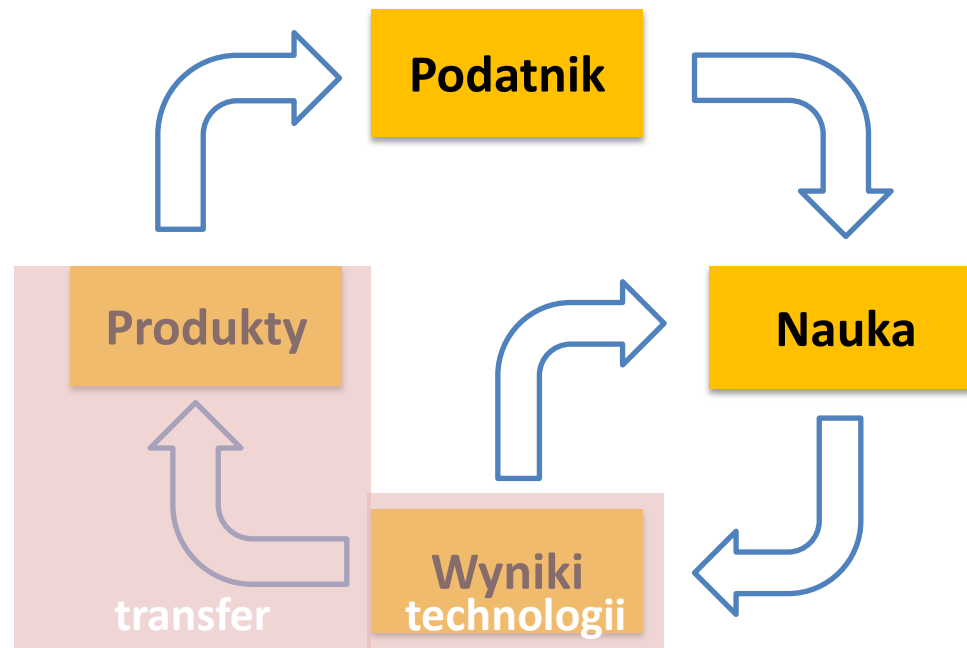 Podatnik
Produkty
Nauka
Wyniki
transfer technologii